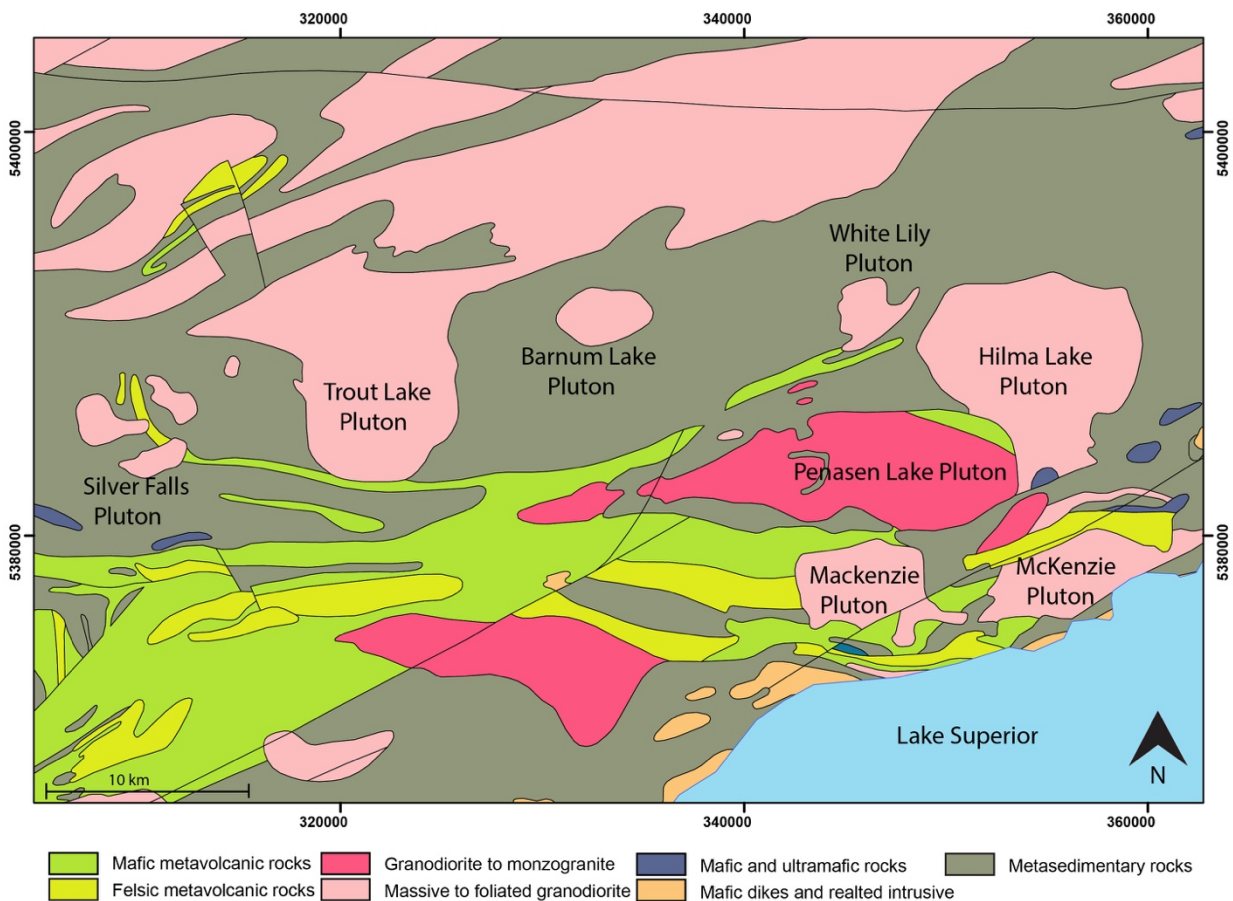 320000
340000
360000
5400000
5400000
White Lily
Pluton
Barnum Lake
Pluton
Hilma Lake
Pluton
Trout Lake
Pluton
Silver Falls
Pluton
Penasen Lake Pluton
5380000
5380000
Mackenzie
Pluton
McKenzie
Pluton
Lake Superior
10 km
N
320000
340000
360000
Mafic metavolcanic rocks
Granodiorite to monzogranite
Mafic and ultramafic rocks
Metasedimentary rocks
Felsic metavolcanic rocks
Massive to foliated granodiorite
Mafic dikes and realted intrusive